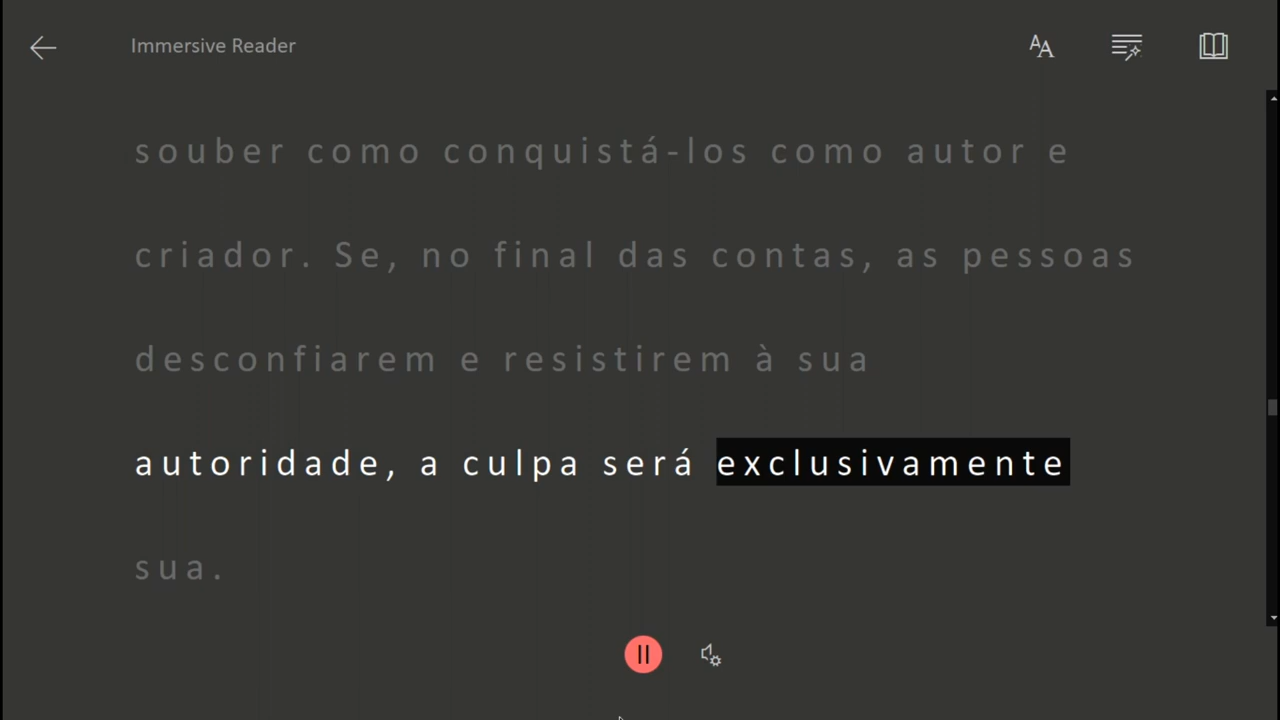 Immersive Reader
souber como conquistá-los como autor e
criador. Se, no final das contas, as pessoas
desconfiarem e resistirem à sua
autoridade, a culpa será exclusivamente
sua.